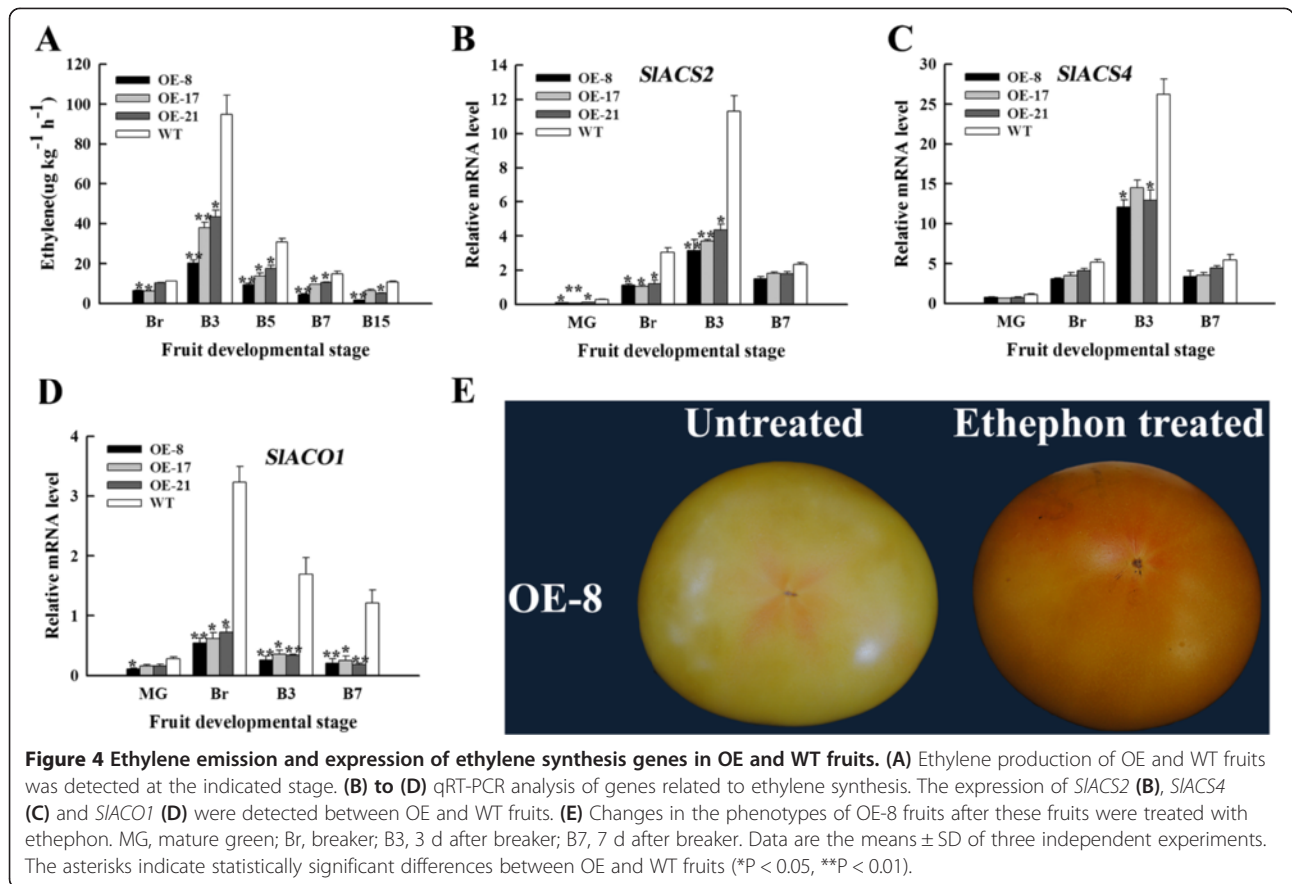 A
120
100
80
60
40
20
0
Ethylene(ug kg⁻¹ h⁻¹)
OE-8
OE-17
OE-21
WT
** ** * ** * * ** * * ** * * *
Br B3 B5 B7 B15
Fruit developmental stage
B
14
12
10
8
6
4
2
0
Relative mRNA level
SlACS2
OE-8
OE-17
OE-21
WT
* ** * * * * ** ** *
MG Br B3 B7
Fruit developmental stage
C
30
25
20
15
10
5
0
Relative mRNA level
SlACS4
OE-8
OE-17
OE-21
WT
* *
MG Br B3 B7
Fruit developmental stage
D
4
3
2
1
0
Relative mRNA level
SlACO1
OE-8
OE-17
OE-21
WT
* ** * * ** * ** ** * **
MG Br B3 B7
Fruit developmental stage
E
Untreated Ethephon treated
OE-8
Figure 4 Ethylene emission and expression of ethylene synthesis genes in OE and WT fruits. (A) Ethylene production of OE and WT fruits
was detected at the indicated stage. (B) to (D) qRT-PCR analysis of genes related to ethylene synthesis. The expression of SlACS2 (B), SlACS4
(C) and SlACO1 (D) were detected between OE and WT fruits. (E) Changes in the phenotypes of OE-8 fruits after these fruits were treated with
ethephon. MG, mature green; Br, breaker; B3, 3 d after breaker; B7, 7 d after breaker. Data are the means ± SD of three independent experiments.
The asterisks indicate statistically significant differences between OE and WT fruits (*P < 0.05, **P < 0.01).